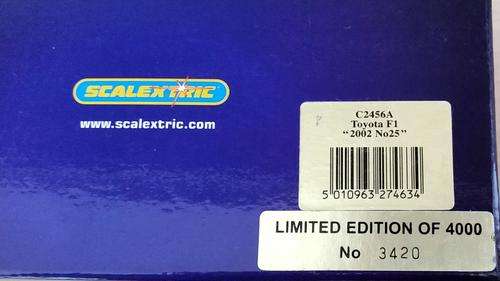 SCALEXTRIC
www.scalextric.com
C2456A
Toyota F1
“2002 No25”
5 010963 274634
LIMITED EDITION OF 4000
No 3420